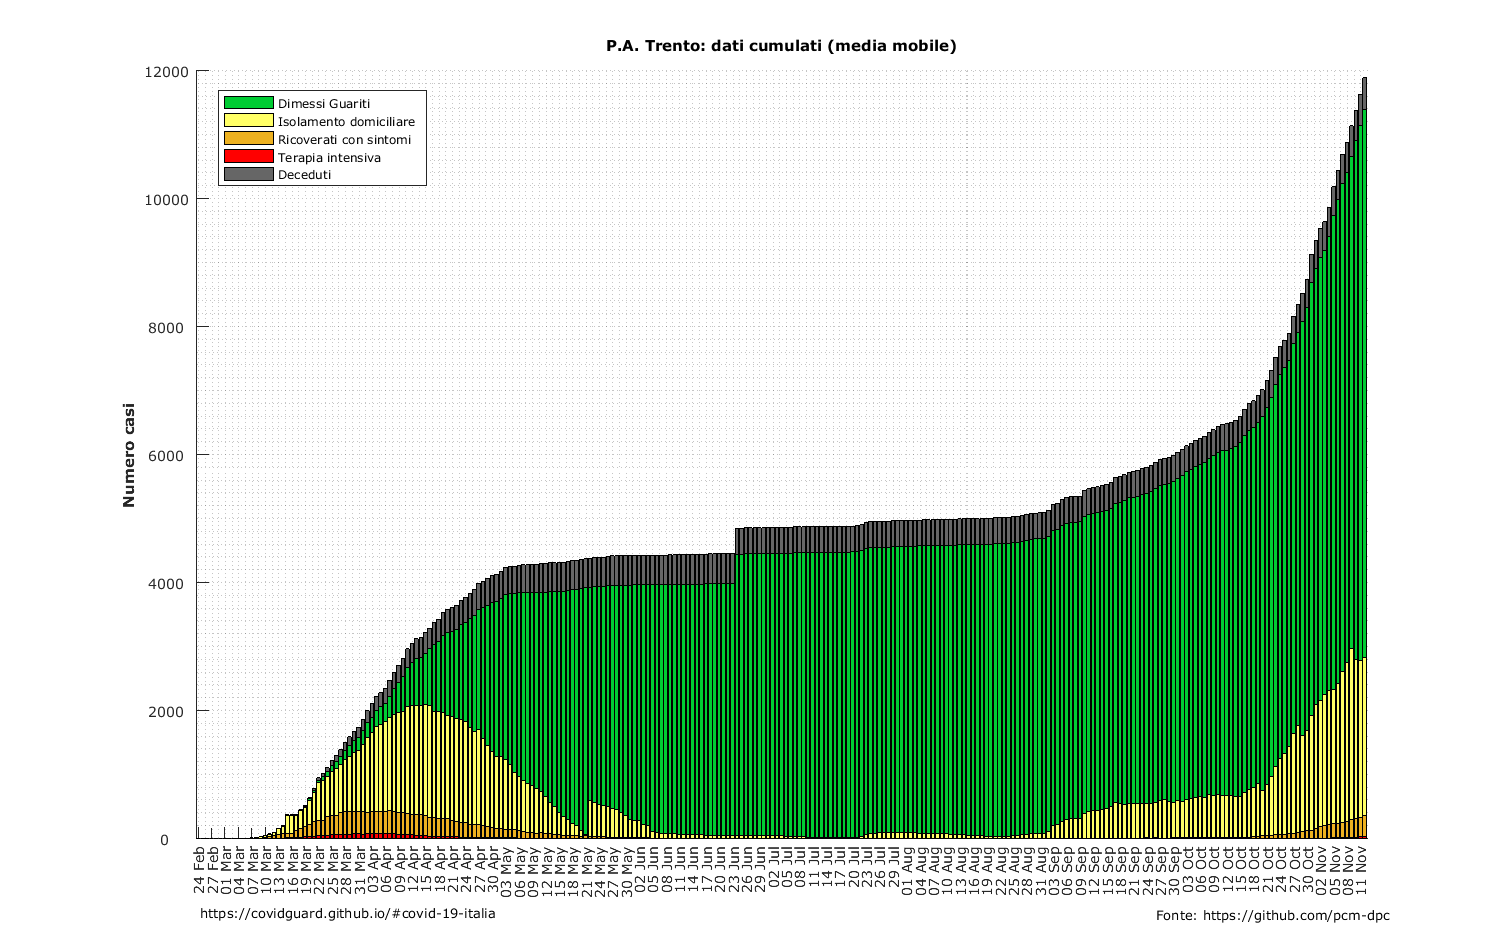 P.A. Trento: dati cumulati (media mobile)
12000
10000
8000
6000
4000
2000
0
Numero casi
Dimessi Guariti
Isolamento domiciliare
Ricoverati con sintomi
Terapia intensiva
Deceduti
24 Feb
27 Feb
01 Mar
04 Mar
07 Mar
10 Mar
13 Mar
16 Mar
19 Mar
22 Mar
25 Mar
28 Mar
31 Mar
03 Apr
06 Apr
09 Apr
12 Apr
15 Apr
18 Apr
21 Apr
24 Apr
27 Apr
30 Apr
03 May
06 May
09 May
12 May
15 May
18 May
21 May
24 May
27 May
30 May
02 Jun
05 Jun
08 Jun
11 Jun
14 Jun
17 Jun
20 Jun
23 Jun
26 Jun
29 Jun
02 Jul
05 Jul
08 Jul
11 Jul
14 Jul
17 Jul
20 Jul
23 Jul
26 Jul
29 Jul
01 Aug
04 Aug
07 Aug
10 Aug
13 Aug
16 Aug
19 Aug
22 Aug
25 Aug
28 Aug
31 Aug
03 Sep
06 Sep
09 Sep
12 Sep
15 Sep
18 Sep
21 Sep
24 Sep
27 Sep
30 Sep
03 Oct
06 Oct
09 Oct
12 Oct
15 Oct
18 Oct
21 Oct
24 Oct
27 Oct
30 Oct
02 Nov
05 Nov
08 Nov
11 Nov
https://covidguard.github.io/#covid-19-italia
Fonte: https://github.com/pcm-dpc